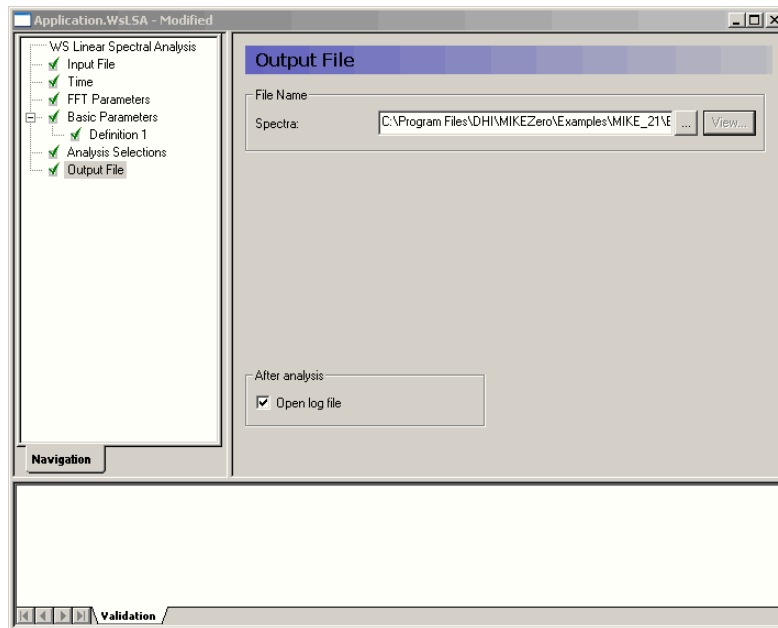 Application.WsLSA - Modified
WS Linear Spectral Analysis
Input File
Time
FFT Parameters
Basic Parameters
Definition 1
Analysis Selections
Output File
Navigation
Output File
File Name
Spectra:
C:\Program Files\DHI\MIKEZero\Examples\MIKE_21\E
...
View...
After analysis
Open log file
Validation